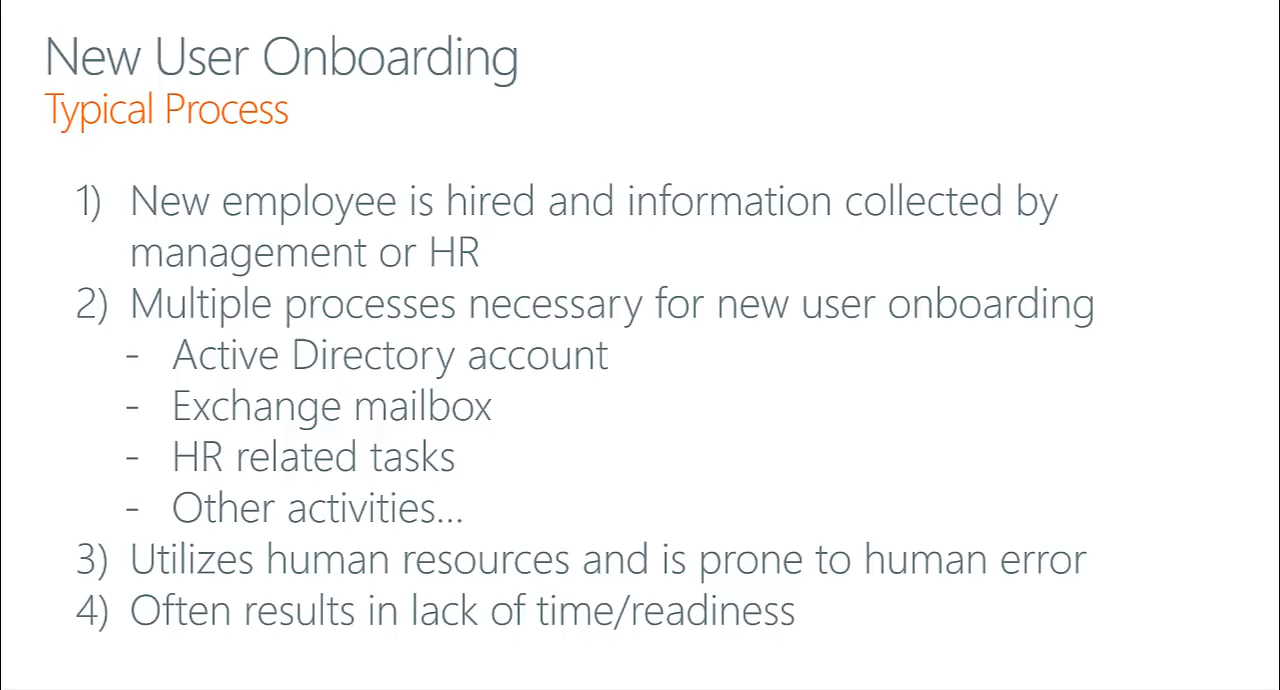 New User Onboarding
Typical Process
1) New employee is hired and information collected by
management or HR
2) Multiple processes necessary for new user onboarding
- Active Directory account
- Exchange mailbox
- HR related tasks
- Other activities...
3) Utilizes human resources and is prone to human error
4) Often results in lack of time/readiness